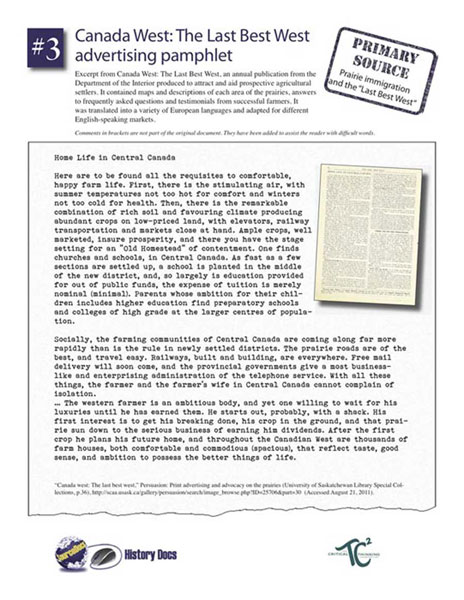 #3
Canada West: The Last Best West
advertising pamphlet
Excerpt from Canada West: The Last Best West, an annual publication from the
Department of the Interior produced to attract and aid prospective agricultural
settlers. It contained maps and descriptions of each area of the prairies, answers
to frequently asked questions and testimonials from successful farmers. It
was translated into a variety of European languages and adapted for different
English-speaking markets.
PRIMARY
SOURCE
Prairie immigration
and the "Last Best West"
Comments in brackets are not part of the original document. They have been added to assist the reader with difficult words.
Home Life in Central Canada
Here are to be found all the requisites to comfortable,
happy farm life. First, there is the stimulating air, with
summer temperatures not too hot for comfort and winters
not too cold for health. Then, there is the remarkable
combination of rich soil and favouring climate producing
abundant crops on low-priced land, with elevators, railway
transportation and markets close at hand. Ample crops, well
marketed, insure prosperity, and there you have the stage
setting for an "Old Homestead" of contentment. One finds
churches and schools, in Central Canada. As fast as a few
sections are settled up, a school is planted in the middle
of the new district, and, so largely is education provided
for out of public funds, the expense of tuition is merely
nominal (minimal). Parents whose ambition for their chil-
dren includes higher education find preparatory schools
and colleges of high grade at the larger centres of popula-
tion.
Socially, the farming communities of Central Canada are coming along far more
rapidly than is the rule in newly settled districts. The prairie roads are of the
best, and travel easy. Railways, built and building, are everywhere. Free mail
delivery will soon come, and the provincial governments give a most business-
like and enterprising administration of the telephone service. With all these
things, the farmer and the farmer's wife in Central Canada cannot complain of
isolation.
... The western farmer is an ambitious body, and yet one willing to wait for his
luxuries until he has earned them. He starts out, probably, with a shack. His
first interest is to get his breaking done, his crop in the ground, and that prai-
rie sun down to the serious business of earning him dividends. After the first
crop he plans his future home, and throughout the Canadian West are thousands of
farm houses, both comfortable and commodious (spacious), that reflect taste, good
sense, and ambition to possess the better things of life.
"Canada west: The last best west," Persuasion: Print advertising and advocacy on the prairies (University of Saskatchewan Library Special Col-
lections, p.36), http://scaa.usask.ca/gallery/persuasion/search/image_browse.php?ID=25706&part=30 (Accessed August 21, 2011).
History Docs
TC²
CRITICAL THINKING